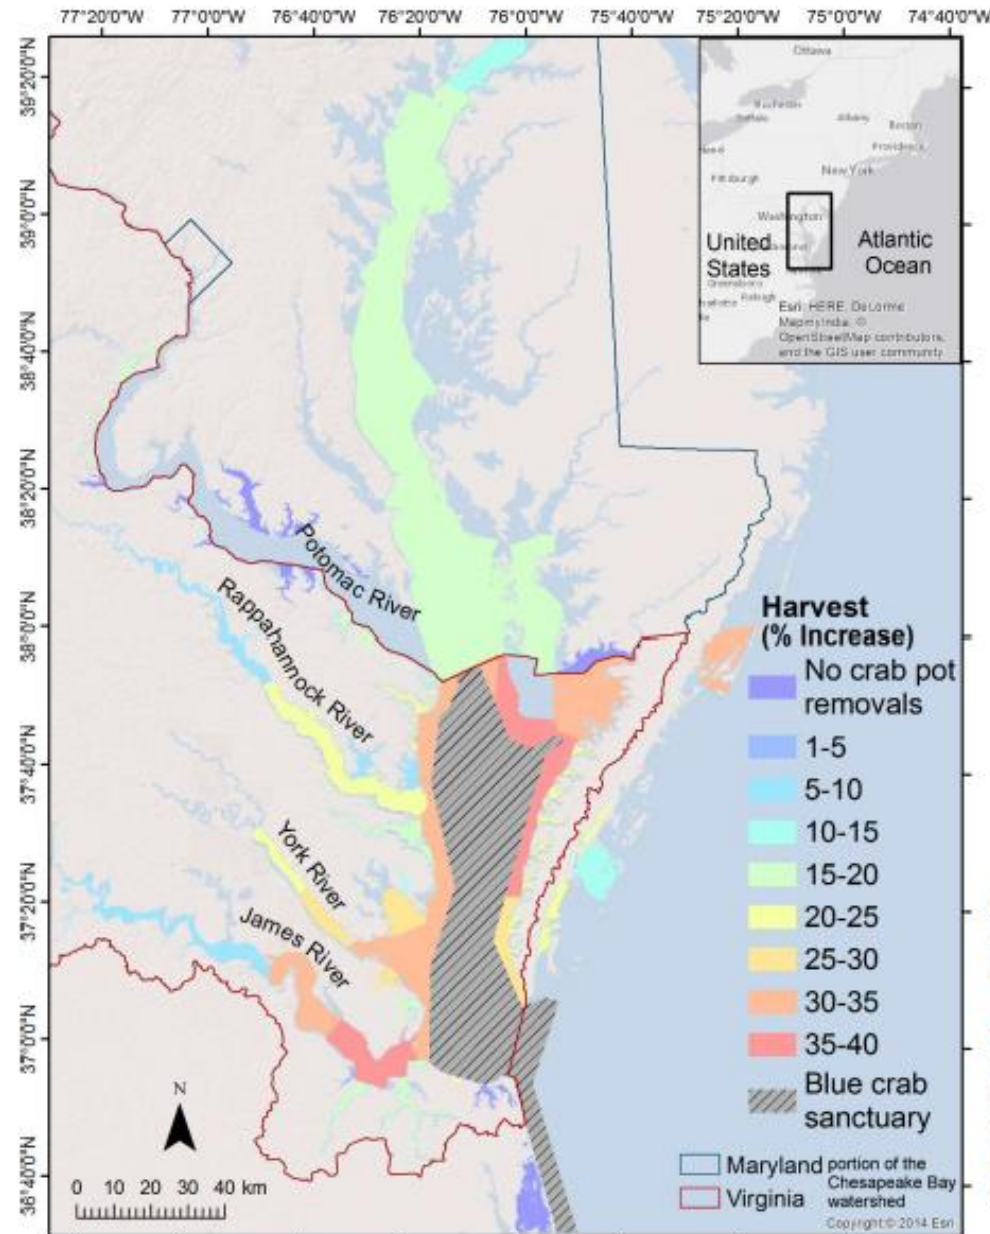 77°20'0"W 77°0'0"W 76°40'0"W 76°20'0"W 76°0'0"W 75°40'0"W 75°20'0"W 75°0'0"W 74°40'0"W
39°20'0"N
39°0'0"N
38°40'0"N
38°20'0"N
38°0'0"N
37°40'0"N
37°20'0"N
37°0'0"N
36°40'0"N
Ottawa
Rochester
Buffalo
Albany
Boston
Providence
New York
Pittsburgh
Washington
United
States
Atlantic
Ocean
Greensboro
Raleigh
Esri, HERE, DeLorme
MapmyIndia, ©
OpenStreetMap contributors,
and the GIS user community
Potomac River
Rappahannock River
York River
James River
Harvest
(% Increase)
No crab pot
removals
1-5
5-10
10-15
15-20
20-25
25-30
30-35
35-40
Blue crab
sanctuary
Maryland
Virginia
portion of the
Chesapeake Bay
watershed
N
0 10 20 30 40 km
Copyright:© 2014 Esri